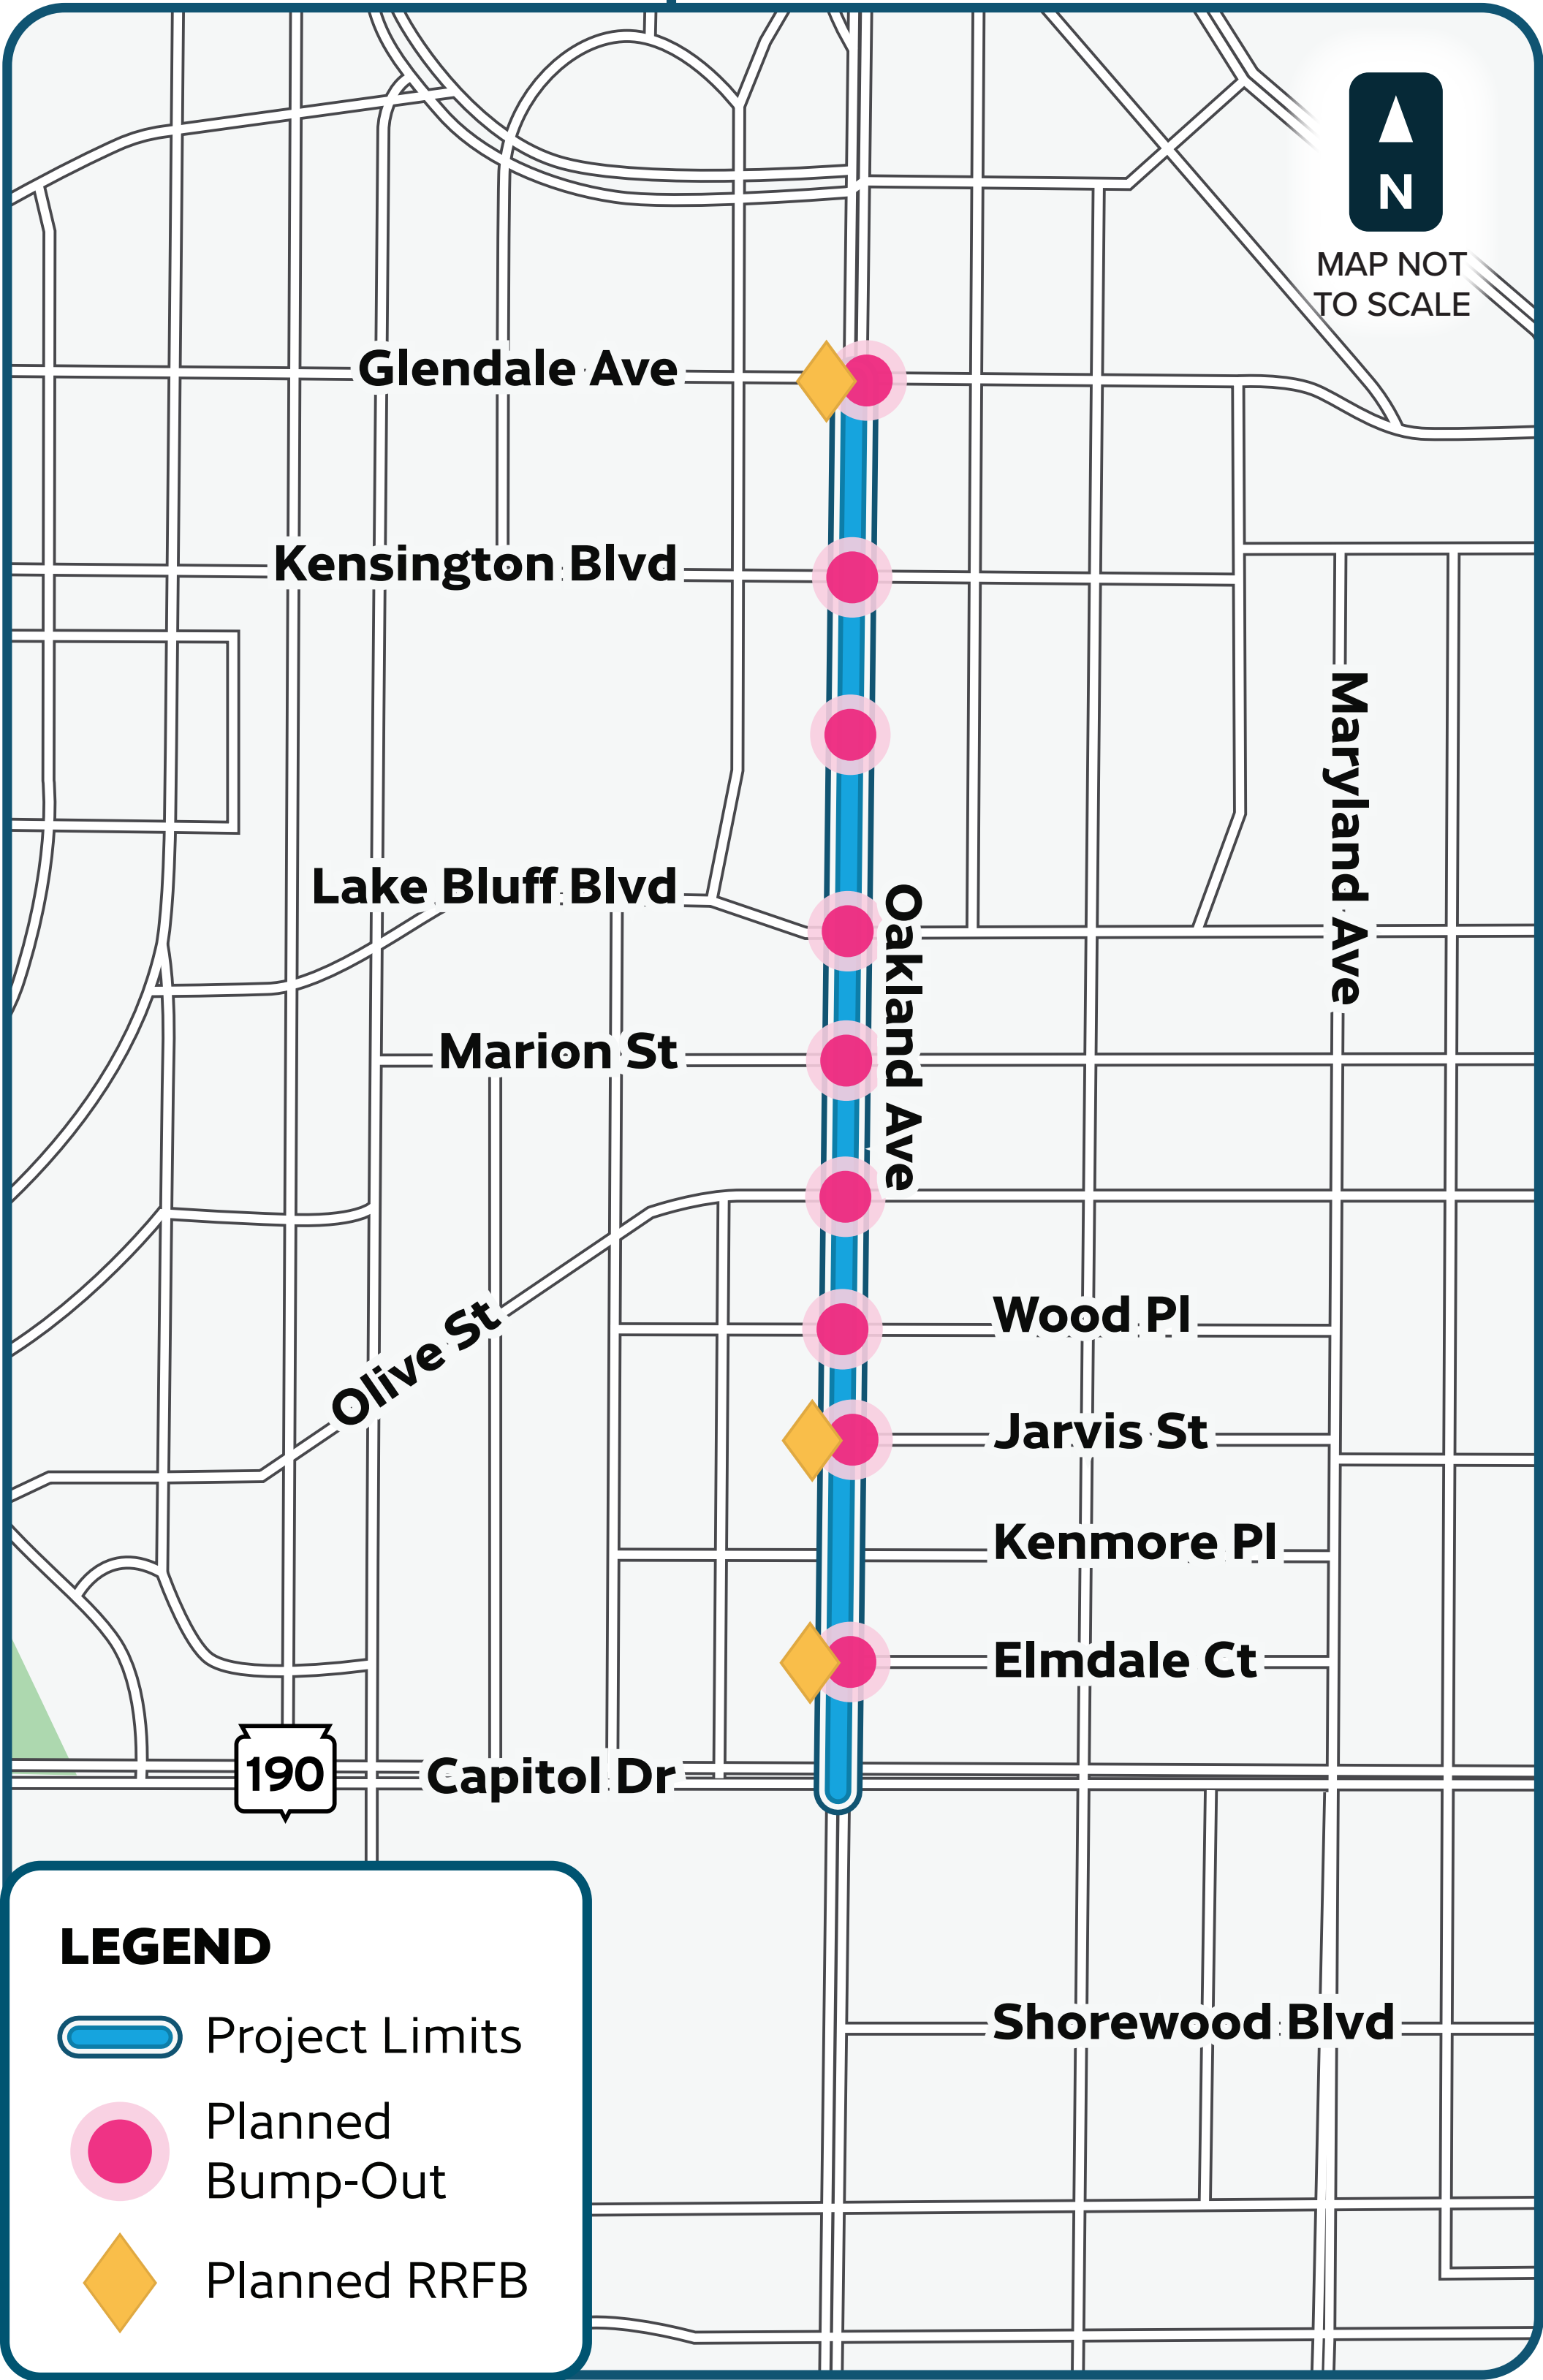 N
MAP NOT
TO SCALE
Glendale Ave
Kensington Blvd
Maryland Ave
Lake Bluff Blvd
Oakland Ave
Marion St
Wood Pl
Olive St
Jarvis St
Kenmore Pl
Elmdale Ct
190
Capitol Dr
LEGEND
Project Limits
Planned
Bump-Out
Planned RRFB
Shorewood Blvd